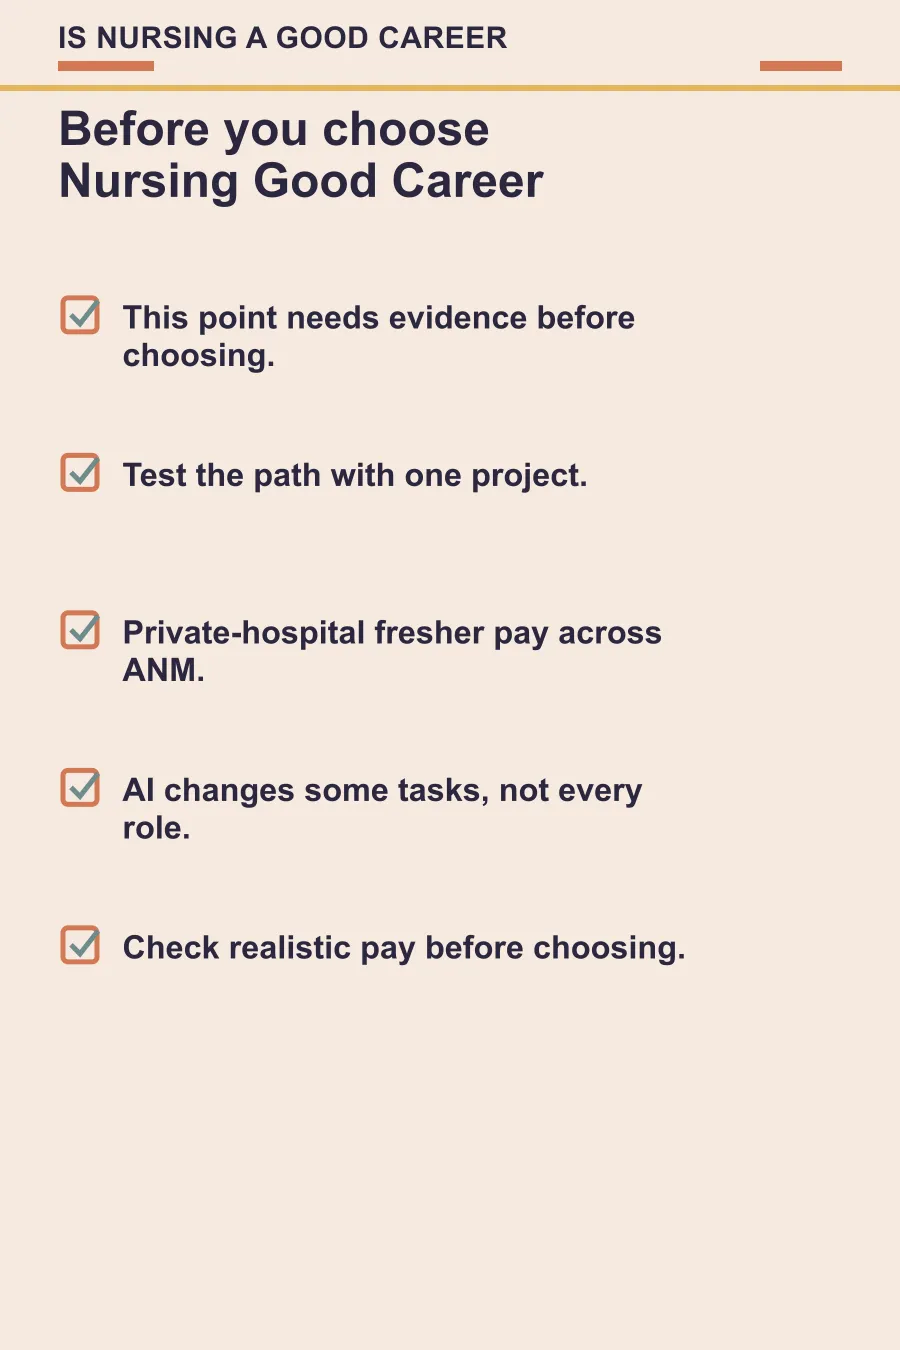 IS NURSING A GOOD CAREER
Before you choose
Nursing Good Career
This point needs evidence before
choosing.
Test the path with one project.
Private-hospital fresher pay across
ANM.
AI changes some tasks, not every
role.
Check realistic pay before choosing.